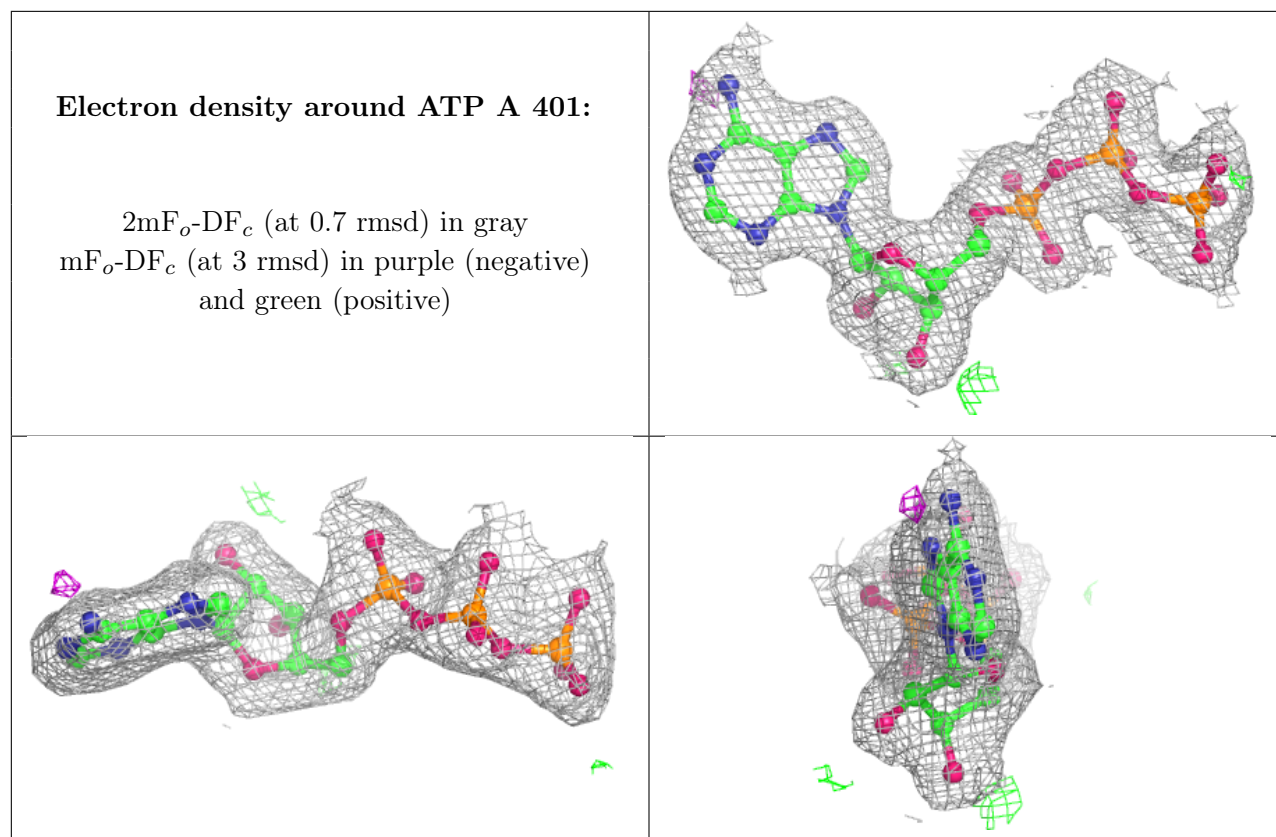 Electron density around ATP A 401:
2mFₒ-DF𝒸 (at 0.7 rmsd) in gray
mFₒ-DF𝒸 (at 3 rmsd) in purple (negative)
and green (positive)